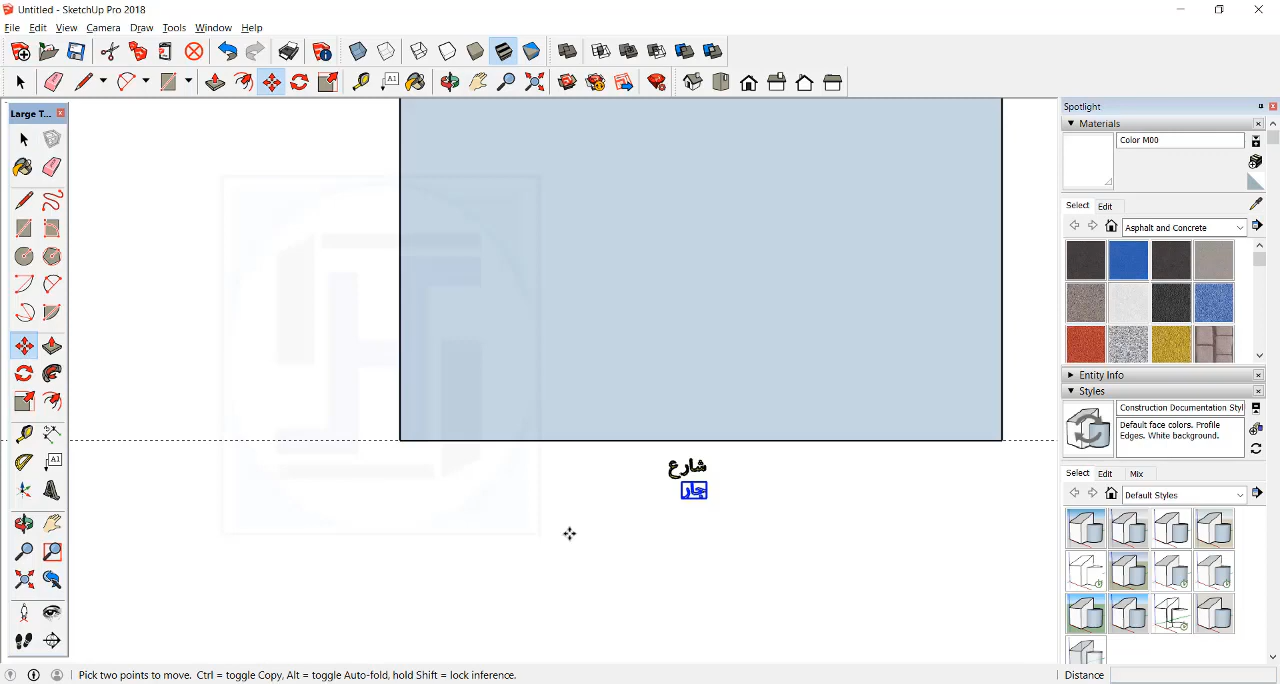 Untitled - SketchUp Pro 2018
File Edit View Camera Draw Tools Window Help
Large T...
Spotlight
Materials
Color M00
Select Edit
Asphalt and Concrete
Entity Info
Styles
Construction Documentation Styl
Default face colors. Profile
Edges. White background.
Select Edit Mix
Default Styles
شارع
جار
Pick two points to move. Ctrl = toggle Copy, Alt = toggle Auto-fold, hold Shift = lock inference.
Distance